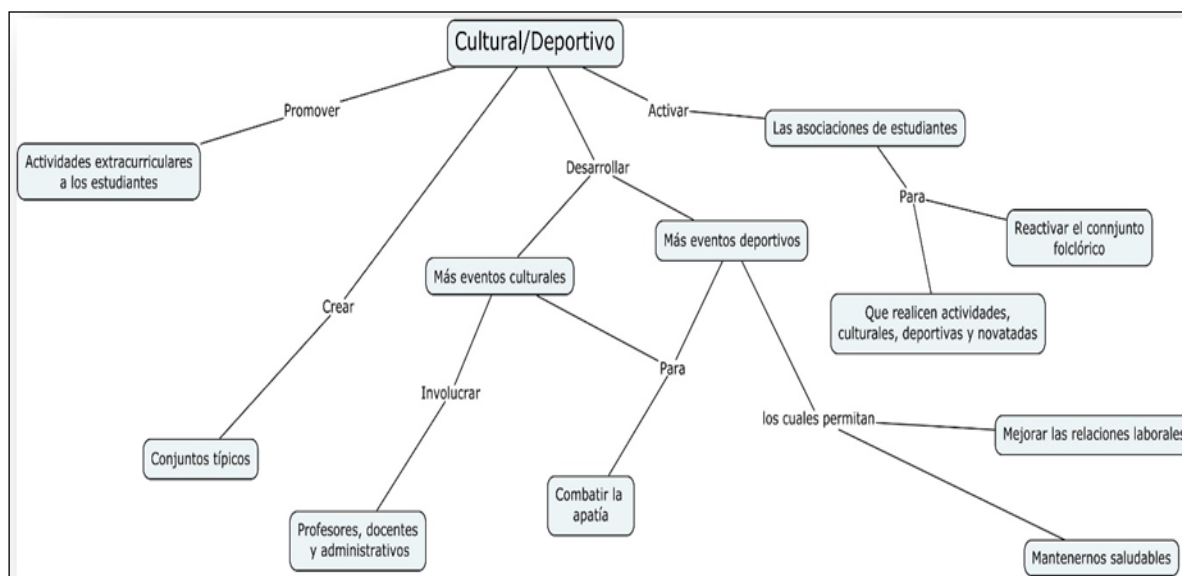 Cultural/Deportivo
Promover
Activar
Las asociaciones de estudiantes
Actividades extracurriculares
a los estudiantes
Desarrollar
Para
Reactivar el connjunto
folclórico
Más eventos deportivos
Más eventos culturales
Crear
Que realicen actividades,
culturales, deportivas y novatadas
Para
Involucrar
los cuales permitan
Mejorar las relaciones laborales
Conjuntos típicos
Combatir la
apatía
Profesores, docentes
y administrativos
Mantenernos saludables